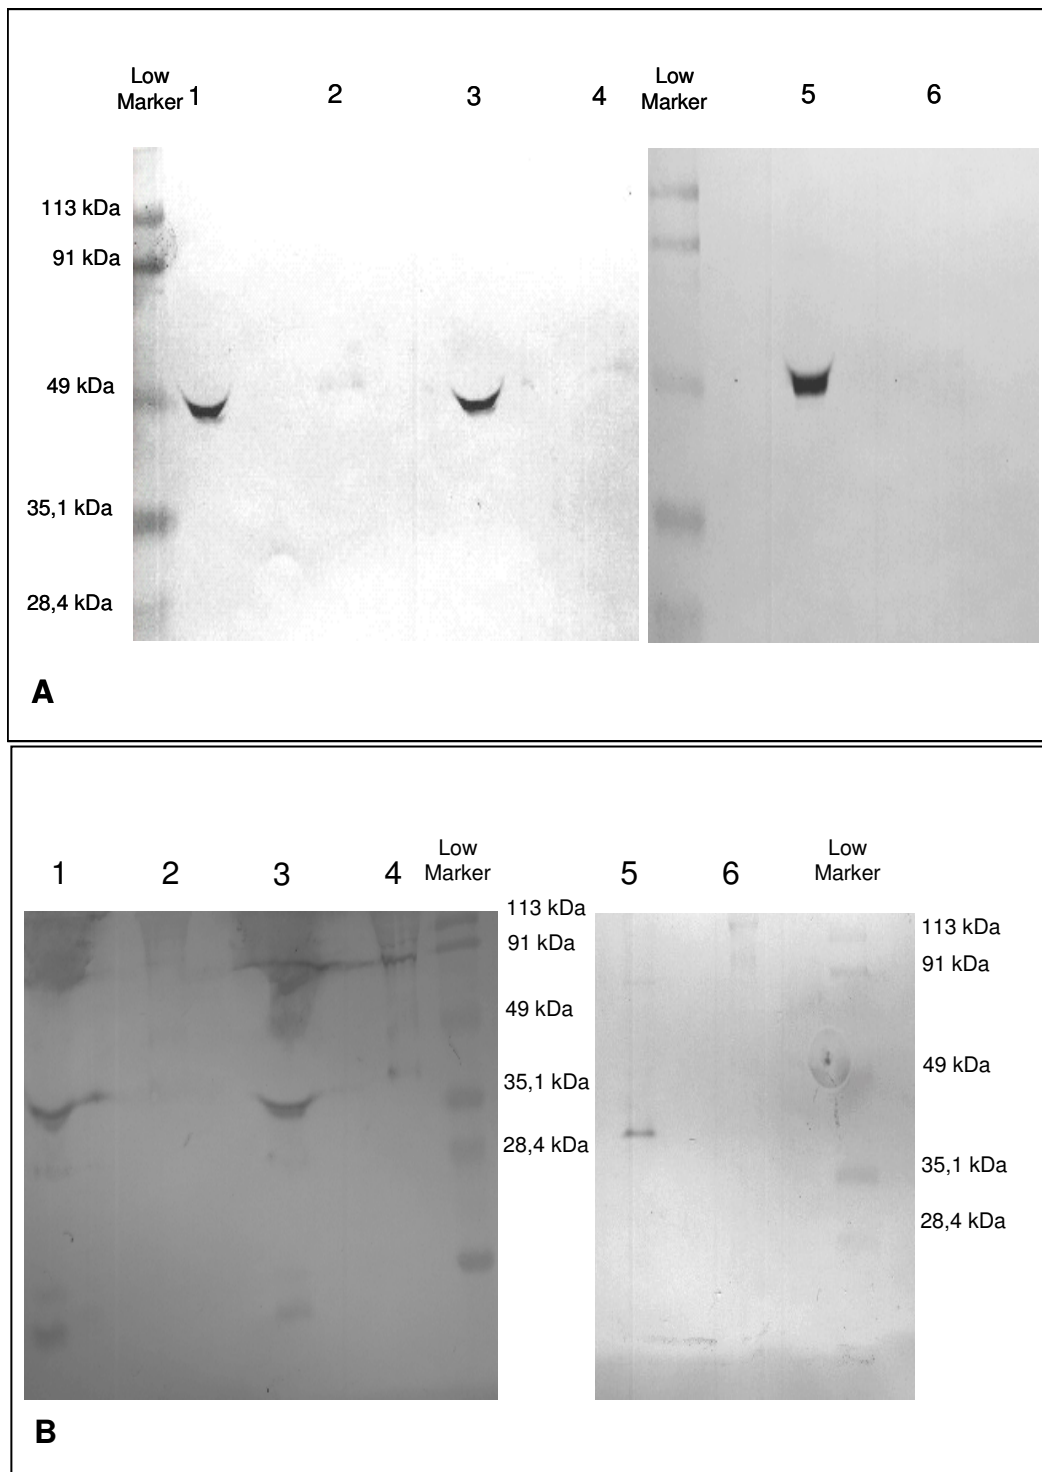 Low
Marker
1
2
3
4
Low
Marker
5
6
113 kDa
91 kDa
49 kDa
35,1 kDa
28,4 kDa
A
1
2
3
4
Low
Marker
5
6
Low
Marker
113 kDa
91 kDa
49 kDa
35,1 kDa
28,4 kDa
113 kDa
91 kDa
49 kDa
35,1 kDa
28,4 kDa
B